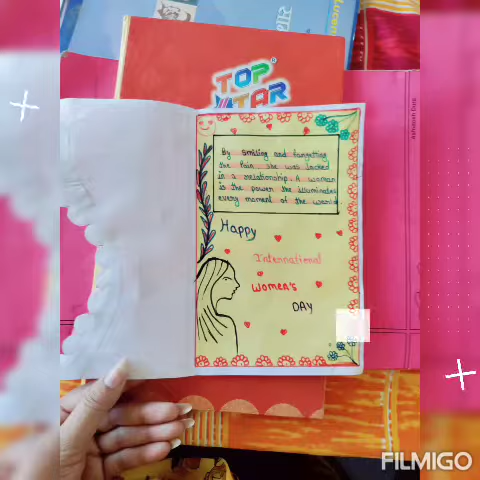 TOP
STAR
By smiling and forgetting
the Pain she was locked
in a relationship. A woman
is the power the illuminates
every moment of the world
Happy
International
Women's
DAY
FILMIGO